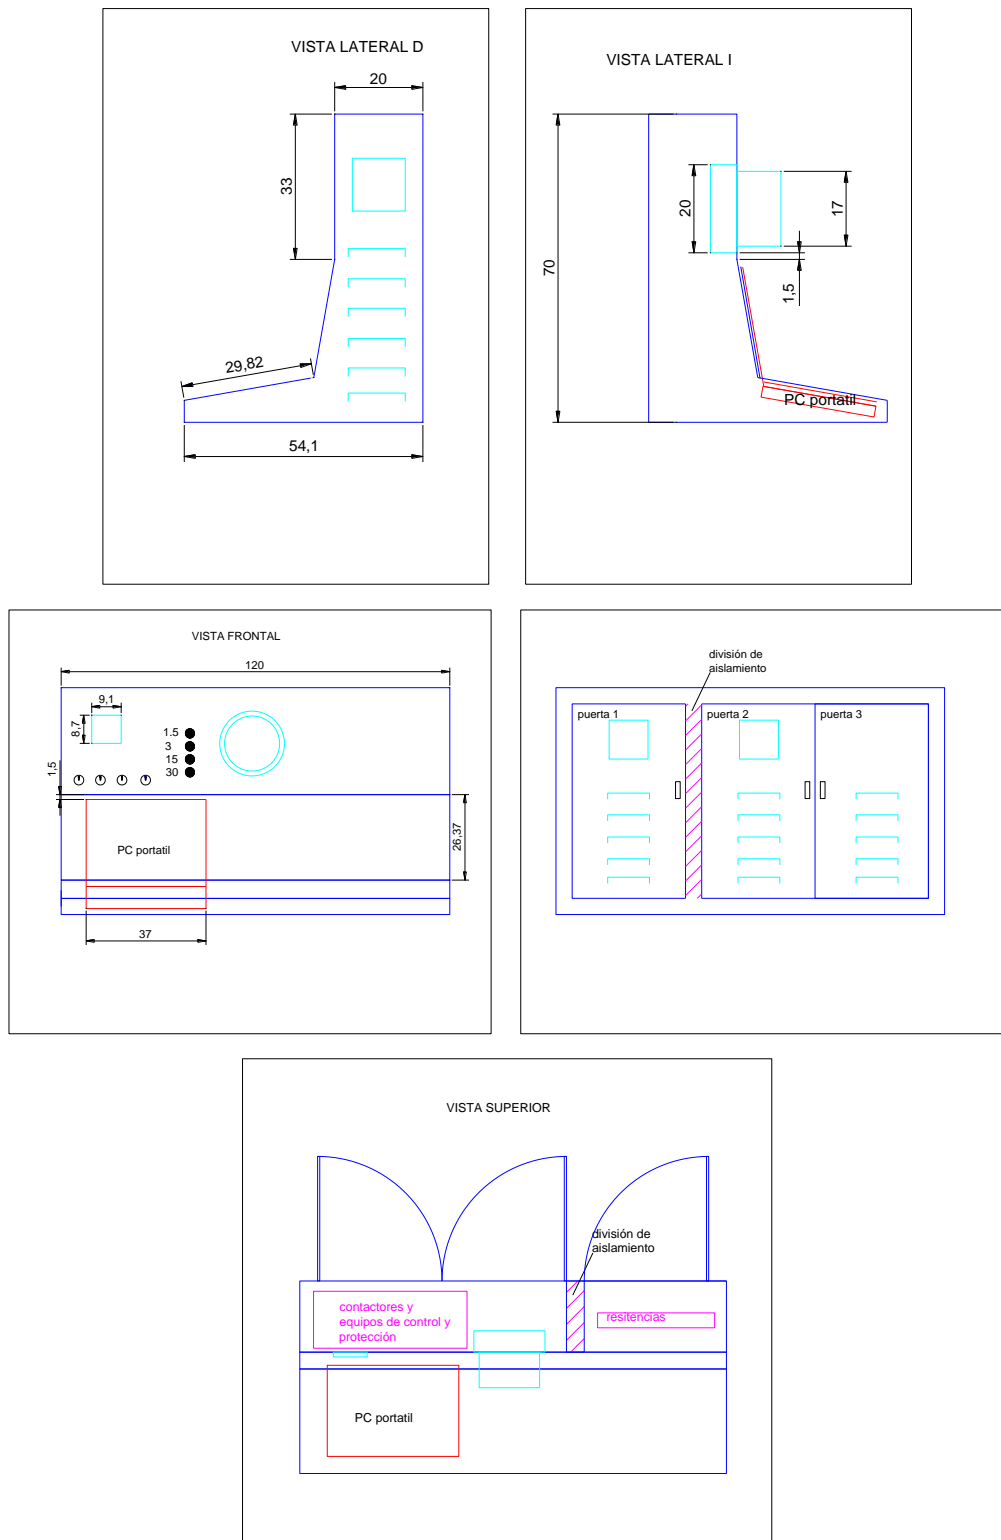 VISTA LATERAL D
20
33
29,82
54,1
VISTA LATERAL I
70
20
17
1,5
PC portatil
VISTA FRONTAL
120
9,1
8,7
1.5
3
15
30
1,5
PC portatil
26,37
37
división de
aislamiento
puerta 1
puerta 2
puerta 3
VISTA SUPERIOR
división de
aislamiento
contactores y
equipos de control y
protección
resitencias
PC portatil